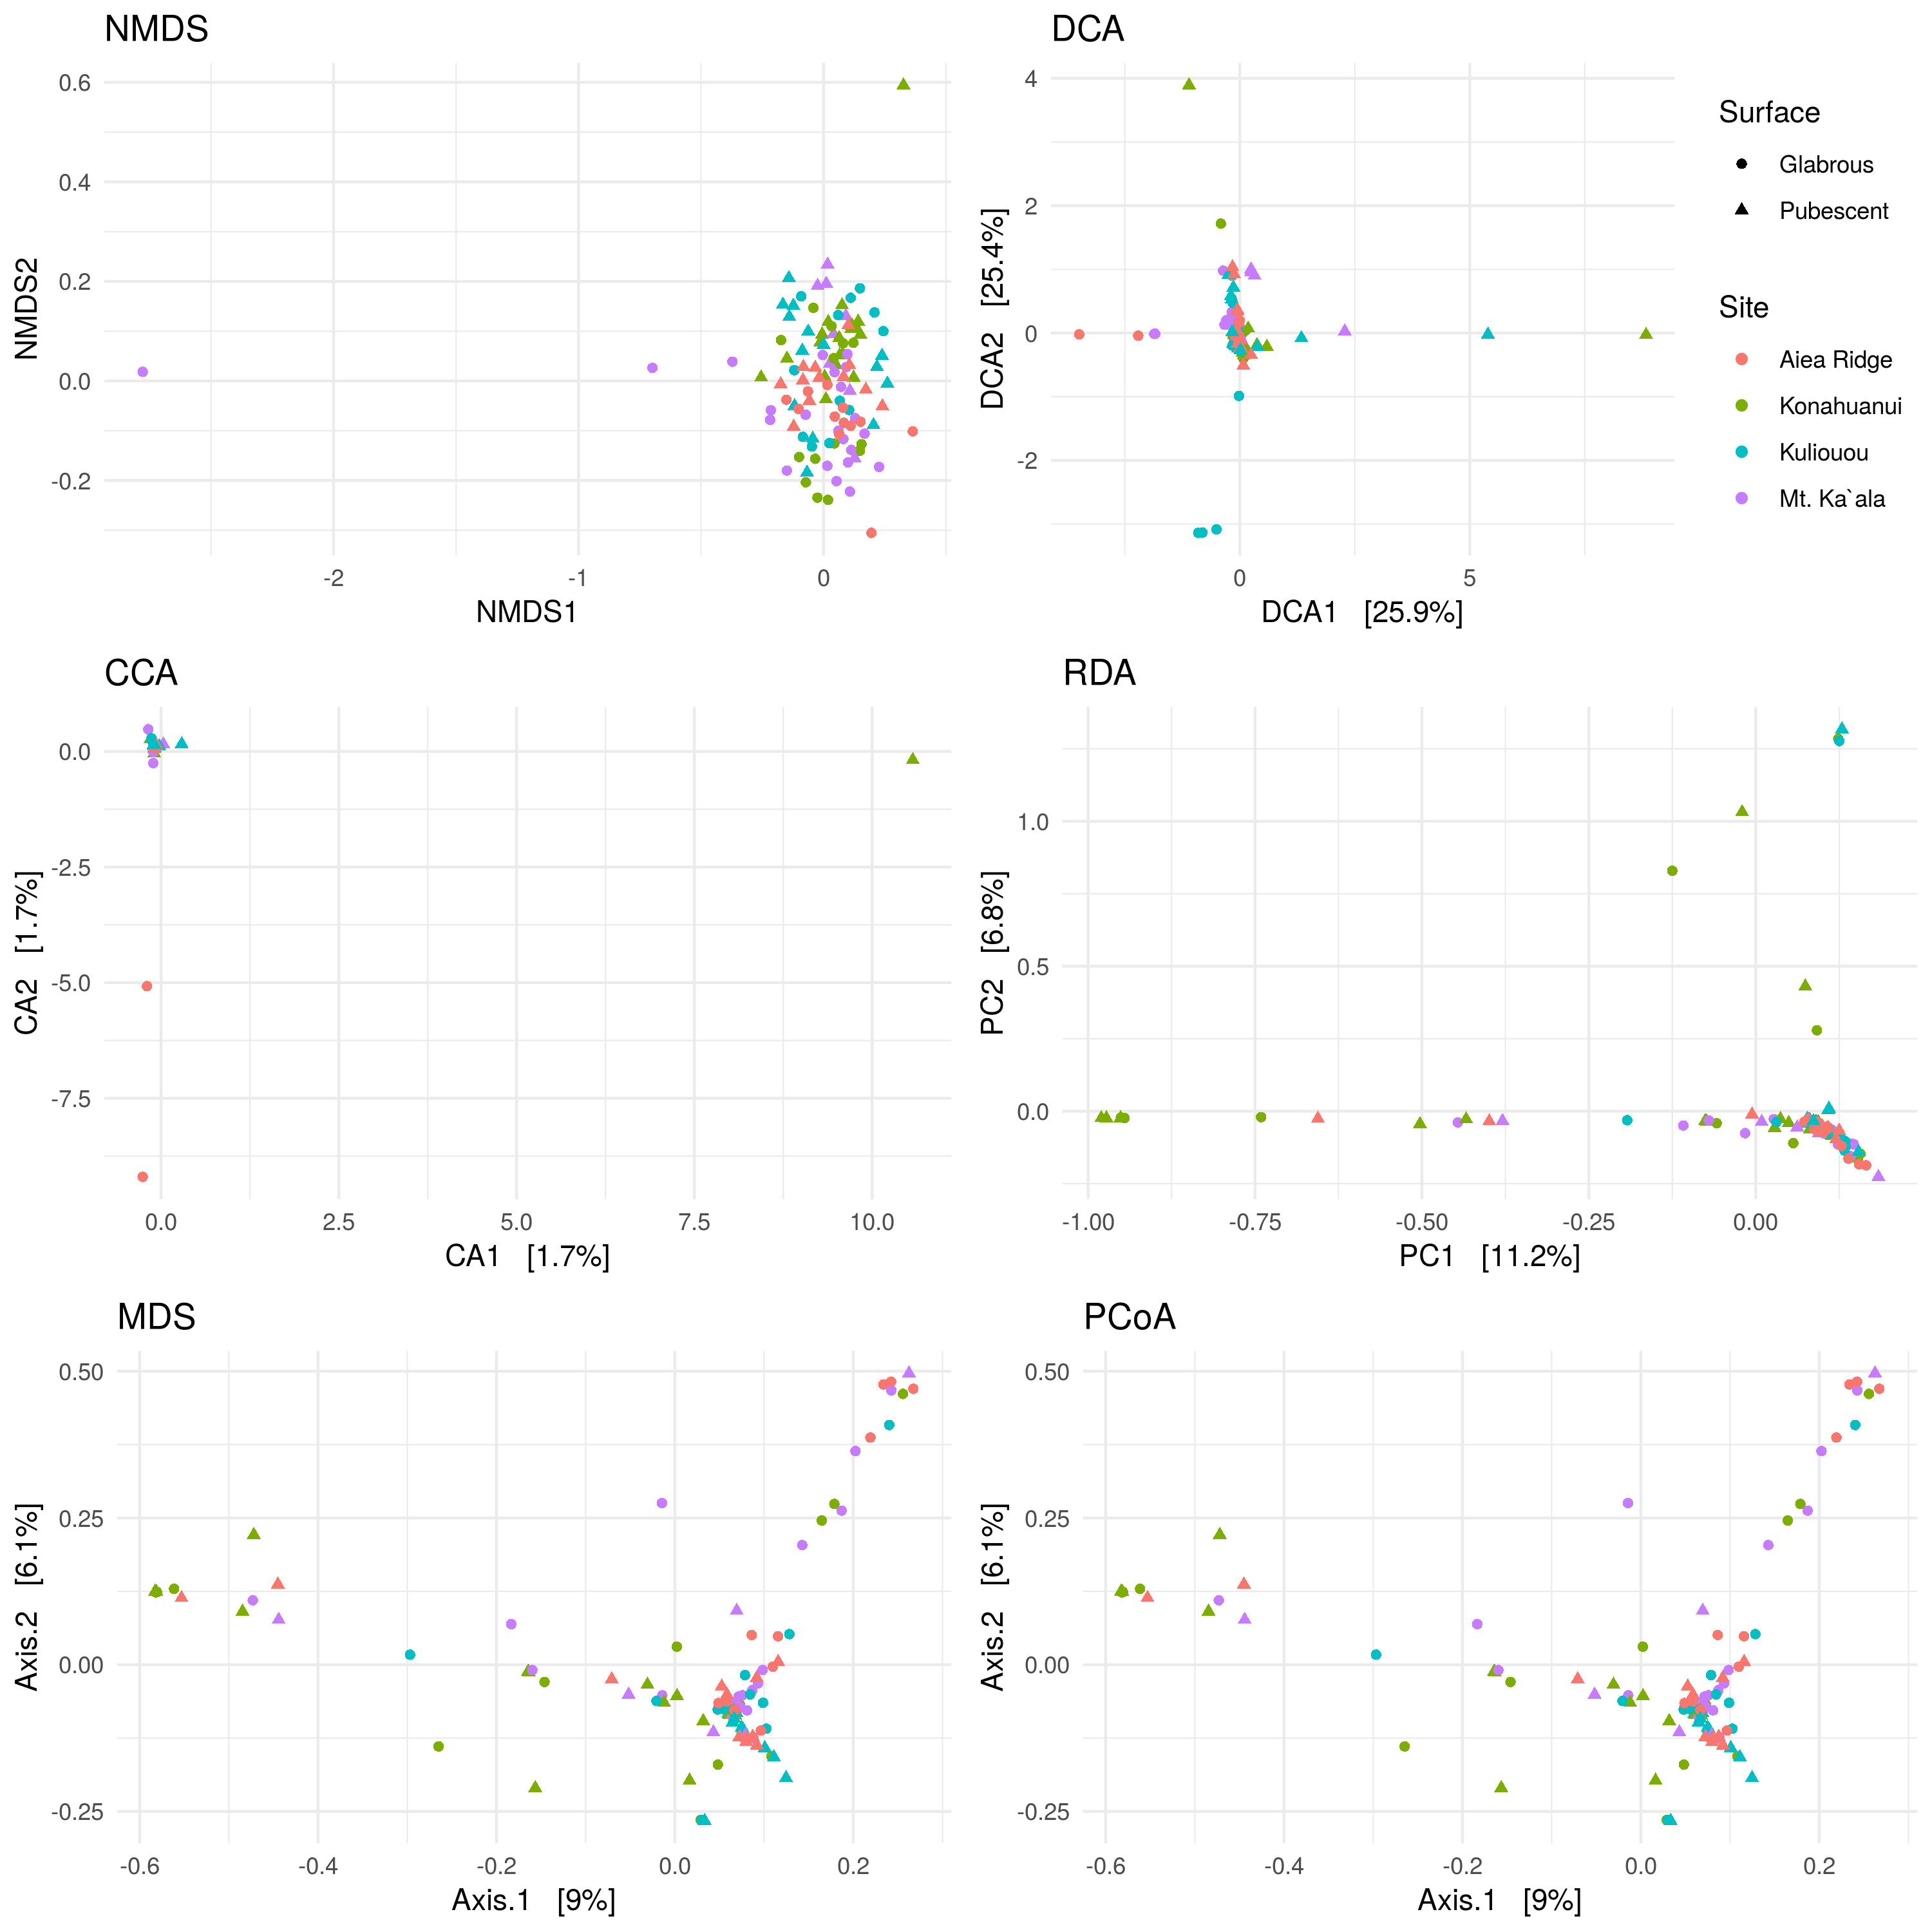 NMDS
0.6
0.4
0.2
0.0
-0.2
NMDS2
-2
-1
0
NMDS1
DCA
4
2
0
-2
DCA2 [25.4%]
0
5
DCA1 [25.9%]
Surface
Glabrous
Pubescent
Site
Aiea Ridge
Konahuanui
Kuliouou
Mt. Ka`ala
CCA
0.0
-2.5
-5.0
-7.5
CA2 [1.7%]
0.0
2.5
5.0
7.5
10.0
CA1 [1.7%]
RDA
1.0
0.5
0.0
PC2 [6.8%]
-1.00
-0.75
-0.50
-0.25
0.00
PC1 [11.2%]
MDS
0.50
0.25
0.00
-0.25
Axis.2 [6.1%]
-0.6
-0.4
-0.2
0.0
0.2
Axis.1 [9%]
PCoA
0.50
0.25
0.00
-0.25
Axis.2 [6.1%]
-0.6
-0.4
-0.2
0.0
0.2
Axis.1 [9%]